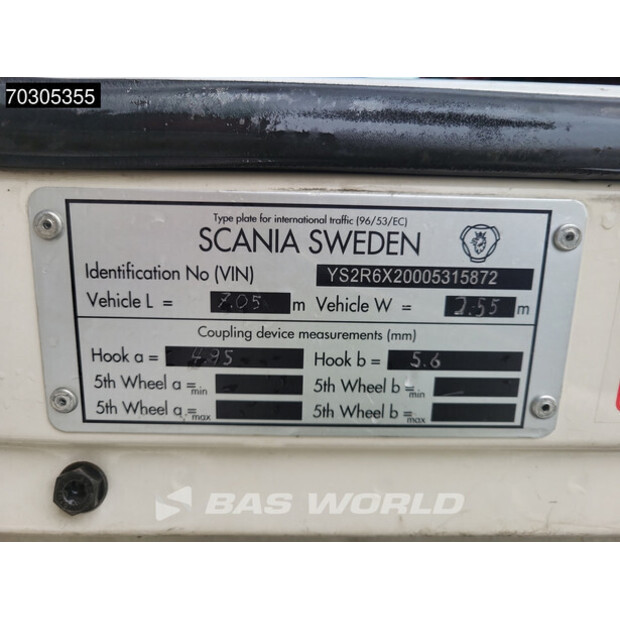 70305355
Type plate for international traffic (96/53/EC)
SCANIA SWEDEN
Identification No (VIN) YS2R6X20005315872
Vehicle L = 7.05 m Vehicle W = 2.55 m
Coupling device measurements (mm)
Hook a = 4.95 Hook b = 5.6
5th Wheel a = min 5th Wheel b = min
5th Wheel a = max 5th Wheel b = max
BAS WORLD